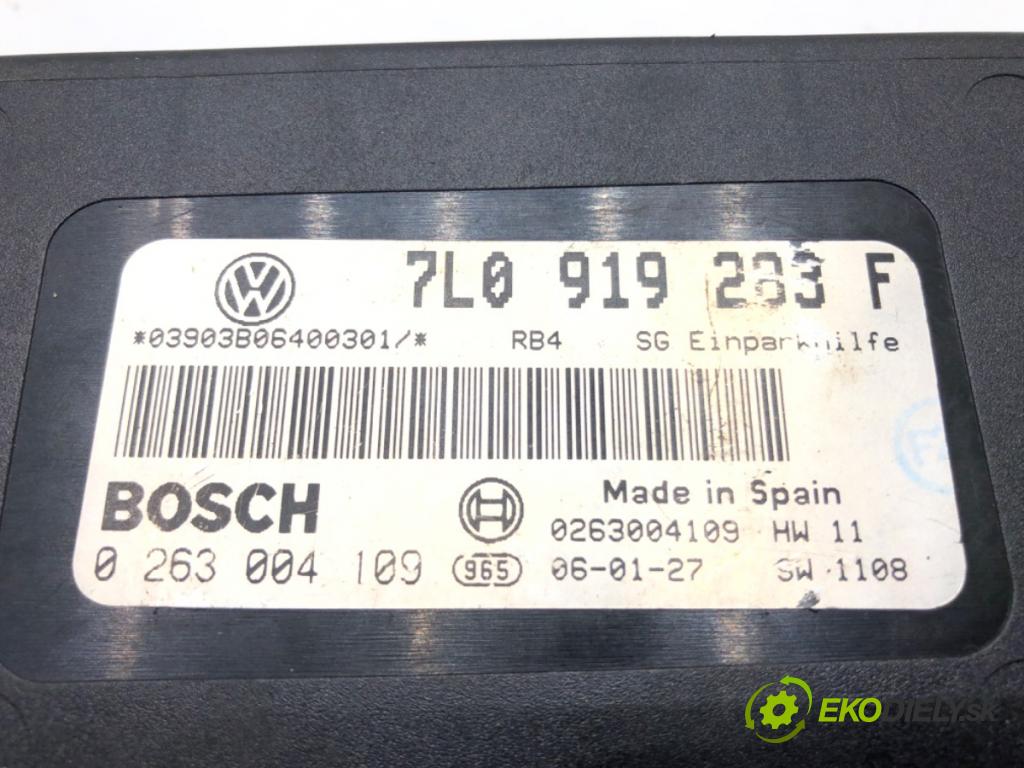 7L0 919 283 F
*03903B06400301/* RB4 SG Einparkhilfe
BOSCH
Made in Spain
0263004109 HW 11
0 263 004 109 965 06-01-27 SW 1108
EKODIELY.SK